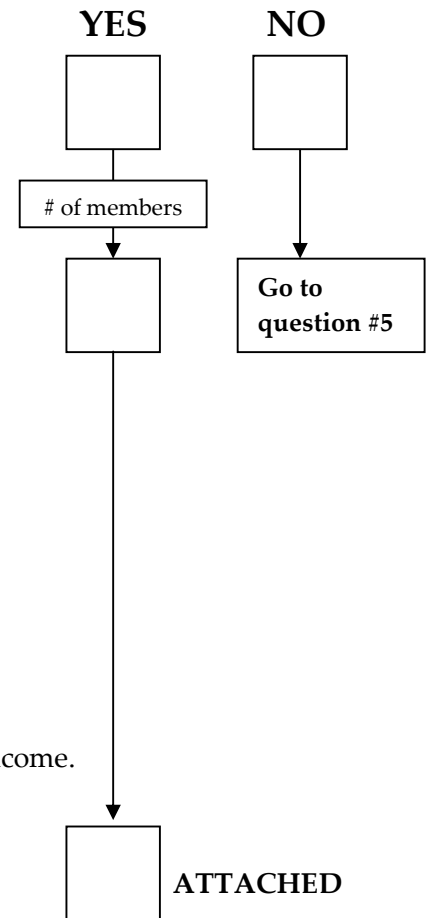 YES NO
# of members
Go to
question #5
come.
ATTACHED